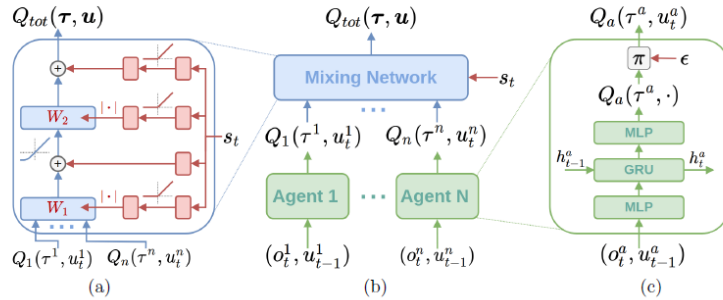 Q_tot(τ, u)
+
W_2
|·|
+
W_1
|·|
s_t
Q_1(τ^1, u_t^1)
Q_n(τ^n, u_t^n)
(a)
Q_tot(τ, u)
Mixing Network
s_t
Q_1(τ^1, u_t^1)
Q_n(τ^n, u_t^n)
Agent 1
Agent N
(o_t^1, u_{t-1}^1)
(o_t^n, u_{t-1}^n)
(b)
Q_a(τ^a, u_t^a)
π
ϵ
Q_a(τ^a, ·)
MLP
h_{t-1}^a
GRU
h_t^a
MLP
(o_t^a, u_{t-1}^a)
(c)